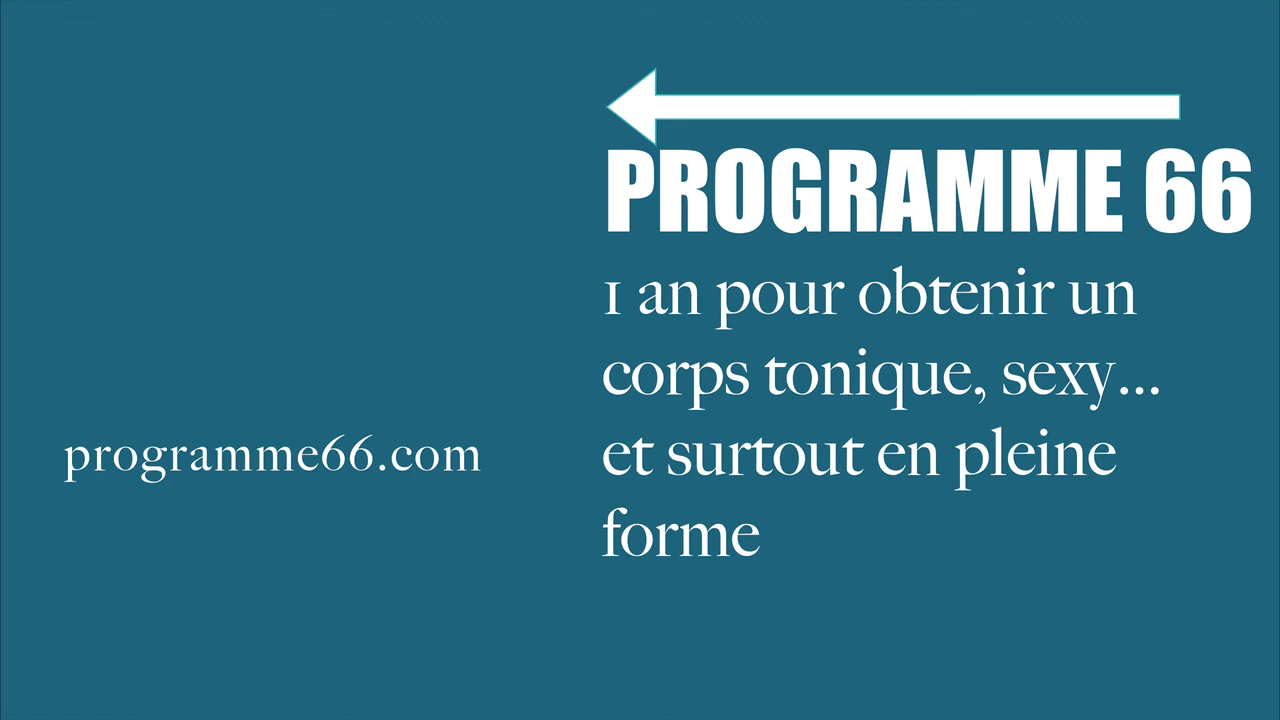 PROGRAMME 66
1 an pour obtenir un
corps tonique, sexy...
et surtout en pleine
forme
programme66.com